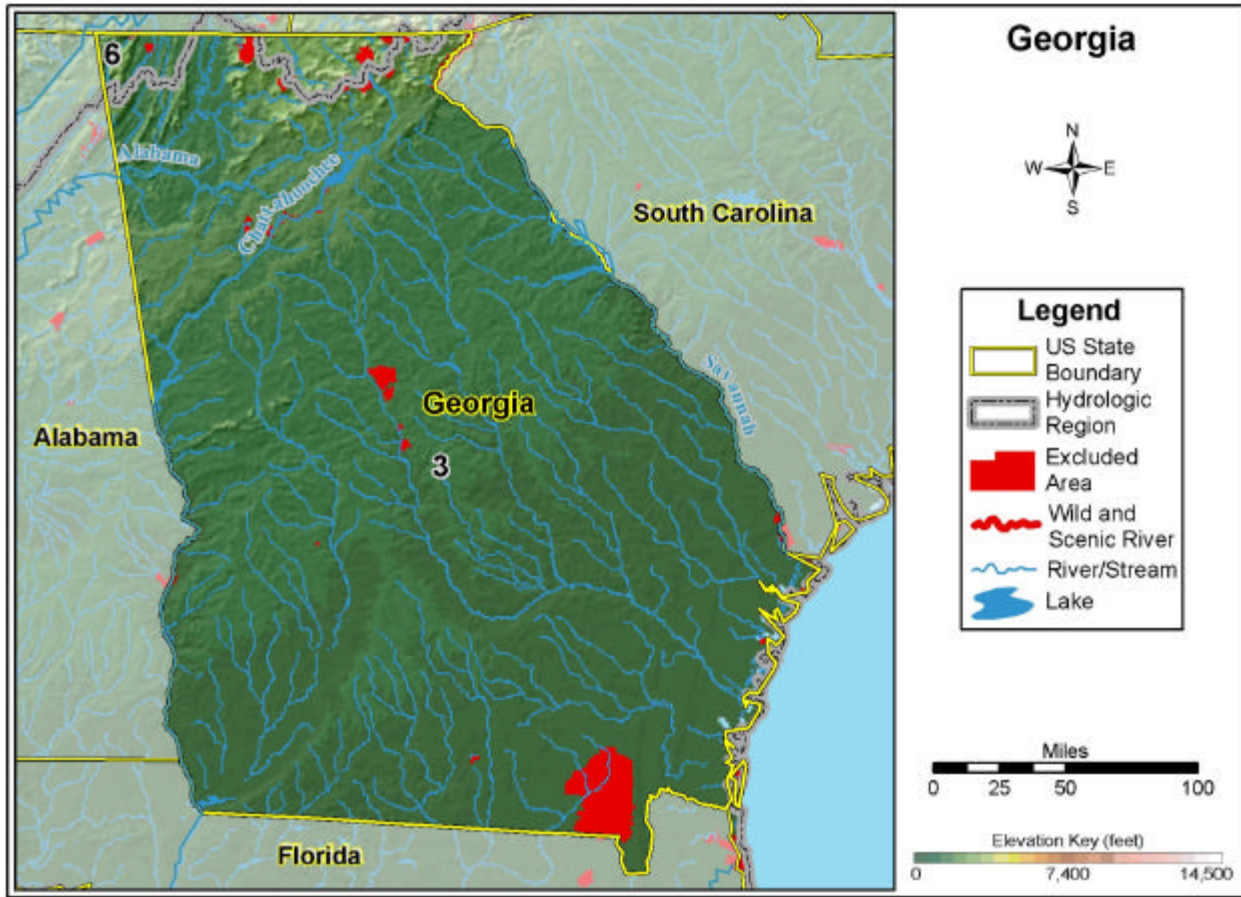 Georgia
N
W E
S
6
Alabama
Chattahoochee
South Carolina
Savannah
Georgia
Alabama
3
Florida
Legend
US State
Boundary
Hydrologic
Region
Excluded
Area
Wild and
Scenic River
River/Stream
Lake
Miles
0 25 50 100
Elevation Key (feet)
0 7,400 14,500